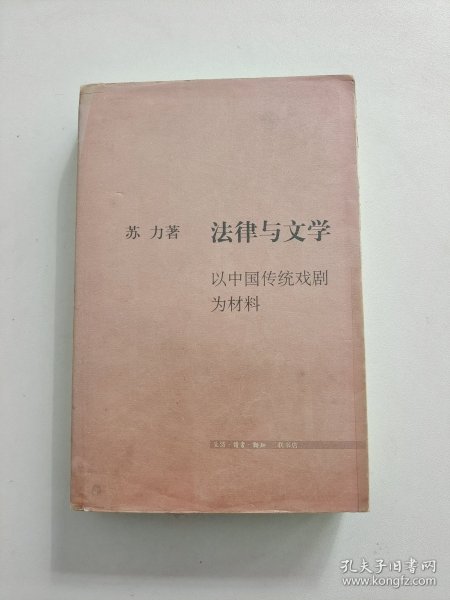 苏 力著
法律与文学
以中国传统戏剧
为材料
生活·读书·新知 三联书店
孔夫子旧书网
www.kongfz.com